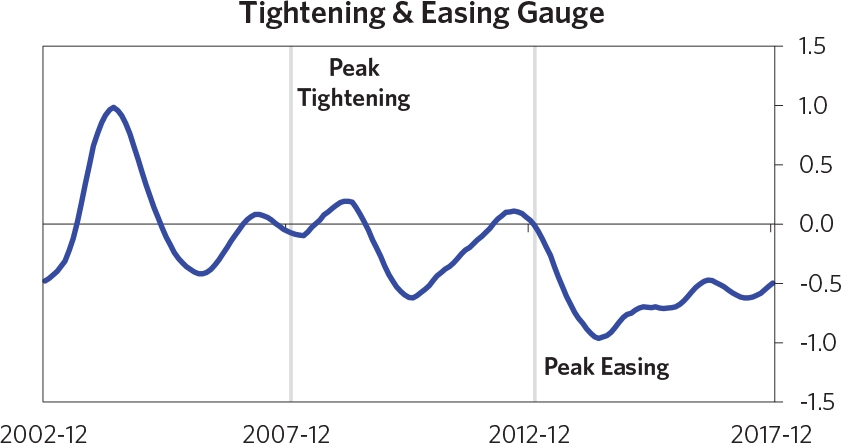 Tightening & Easing Gauge
1.5
Peak
Tightening
1.0
0.5
0.0
-0.5
-1.0
Peak Easing
-1.5
2002-12 2007-12 2012-12 2017-12